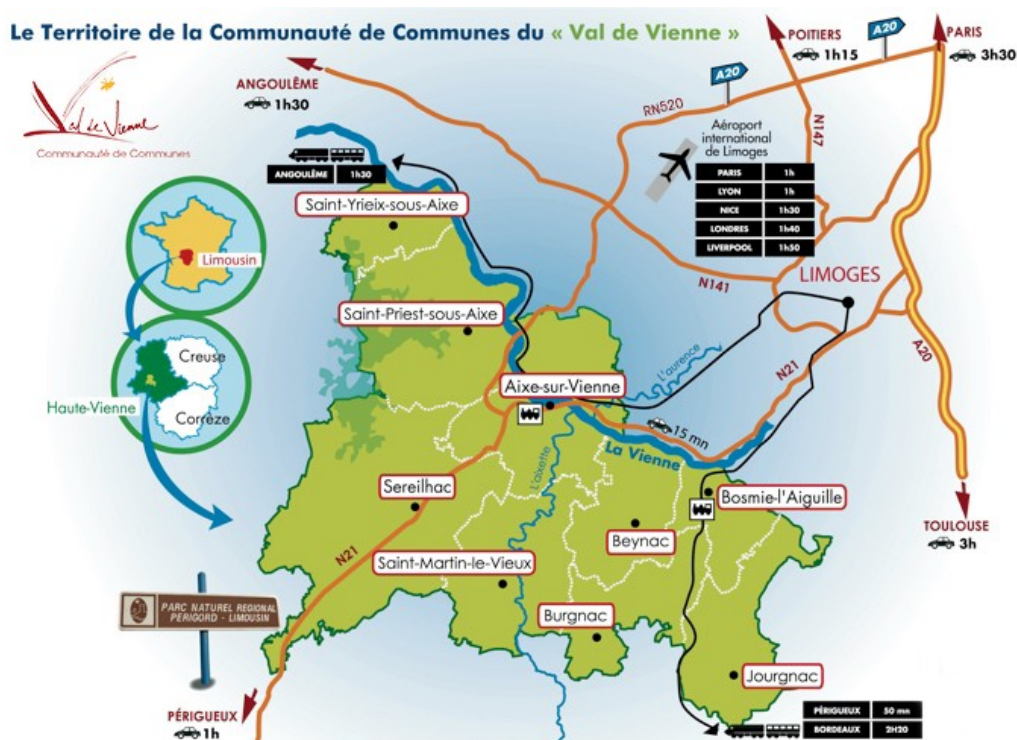 Le Territoire de la Communauté de Communes du « Val de Vienne »
Val de Vienne
Communauté de Communes
ANGOULÊME
1h30
POITIERS
1h15
PARIS
3h30
A20
A20
RN520
N147
Aéroport
international
de Limoges
PARIS 1h
LYON 1h
NICE 1h30
LONDRES 1h40
LIVERPOOL 1h50
ANGOULÊME 1h30
Saint-Yrieix-sous-Aixe
Limousin
N141
LIMOGES
Saint-Priest-sous-Aixe
Creuse
Corrèze
Haute-Vienne
L'aurence
N21
A20
Aixe-sur-Vienne
15 mn
La Vienne
L'aixette
Sereilhac
Bosmie-l'Aiguille
Beynac
TOULOUSE
3h
N21
Saint-Martin-le-Vieux
PARC NATUREL REGIONAL
PERIGORD - LIMOUSIN
Burgnac
Jourgnac
PÉRIGUEUX
1h
PÉRIGUEUX 50 mn
BORDEAUX 2H20